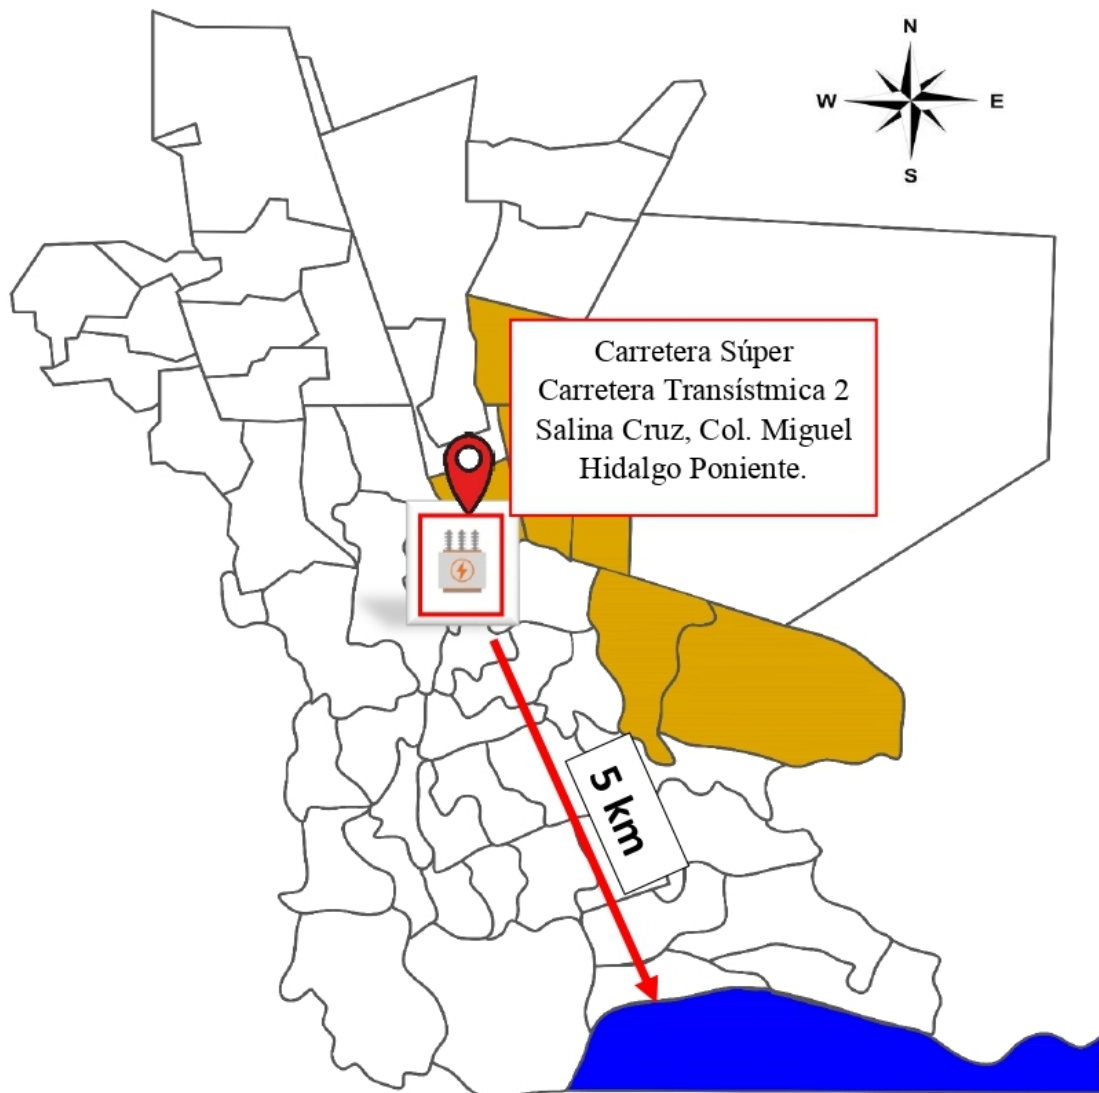 N
W
E
S
Carretera Súper
Carretera Transístmica 2
Salina Cruz, Col. Miguel
Hidalgo Poniente.
5 km